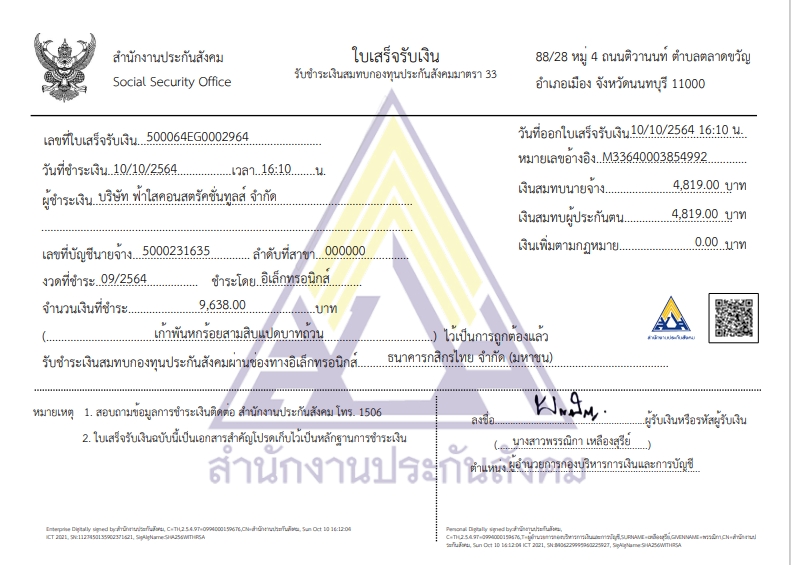 สำนักงานประกันสังคม
Social Security Office
ใบเสร็จรับเงิน
รับชำระเงินสมทบกองทุนประกันสังคมมาตรา 33
88/28 หมู่ 4 ถนนติวานนท์ ตำบลตลาดขวัญ
อำเภอเมือง จังหวัดนนทบุรี 11000
เลขที่ใบเสร็จรับเงิน 500064EG0002964
วันที่ออกใบเสร็จรับเงิน 10/10/2564 16:10 น.
หมายเลขอ้างอิง M33640003854992
วันที่ชำระเงิน 10/10/2564 เวลา 16:10 น.
เงินสมทบนายจ้าง 4,819.00 บาท
ผู้ชำระเงิน บริษัท ฟ้าใสคอนสตรัคชั่นทูลส์ จำกัด
เงินสมทบผู้ประกันตน 4,819.00 บาท
เงินเพิ่มตามกฎหมาย 0.00 บาท
เลขที่บัญชีนายจ้าง 5000231635 ลำดับที่สาขา 000000
งวดที่ชำระ 09/2564 ชำระโดย อิเล็กทรอนิกส์
จำนวนเงินที่ชำระ 9,638.00 บาท
(เก้าพันหกร้อยสามสิบแปดบาทถ้วน) ไว้เป็นการถูกต้องแล้ว
สำนักงานประกันสังคม
รับชำระเงินสมทบกองทุนประกันสังคมผ่านช่องทางอิเล็กทรอนิกส์ ธนาคารกสิกรไทย จำกัด (มหาชน)
หมายเหตุ 1. สอบถามข้อมูลการชำระเงินติดต่อ สำนักงานประกันสังคม โทร. 1506
2. ใบเสร็จรับเงินฉบับนี้เป็นเอกสารสำคัญโปรดเก็บไว้เป็นหลักฐานการชำระเงิน
ลงชื่อ ผู้รับเงินหรือรหัสผู้รับเงิน
(นางสาวพรรณิกา เหลืองสุรีย์)
ตำแหน่ง ผู้อำนวยการกองบริหารการเงินและการบัญชี
สำนักงานประกันสังคม
Enterprise Digitally signed by:สำนักงานประกันสังคม, C=TH,2.5.4.97=0994000159676,CN=สำนักงานประกันสังคม, Sun Oct 10 16:12:04
ICT 2021, SN:1127450135902371621, SigAlgName:SHA256WITHRSA
Personal Digitally signed by:สำนักงานประกันสังคม,
C=TH,2.5.4.97=0994000159676,T=ผู้อำนวยการกองบริหารการเงินและการบัญชี,SURNAME=เหลืองสุรีย์,GIVENNAME=พรรณิกา,CN=สำนักงานป
ระกันสังคม, Sun Oct 10 16:12:04 ICT 2021, SN:8406229995960225927, SigAlgName:SHA256WITHRSA